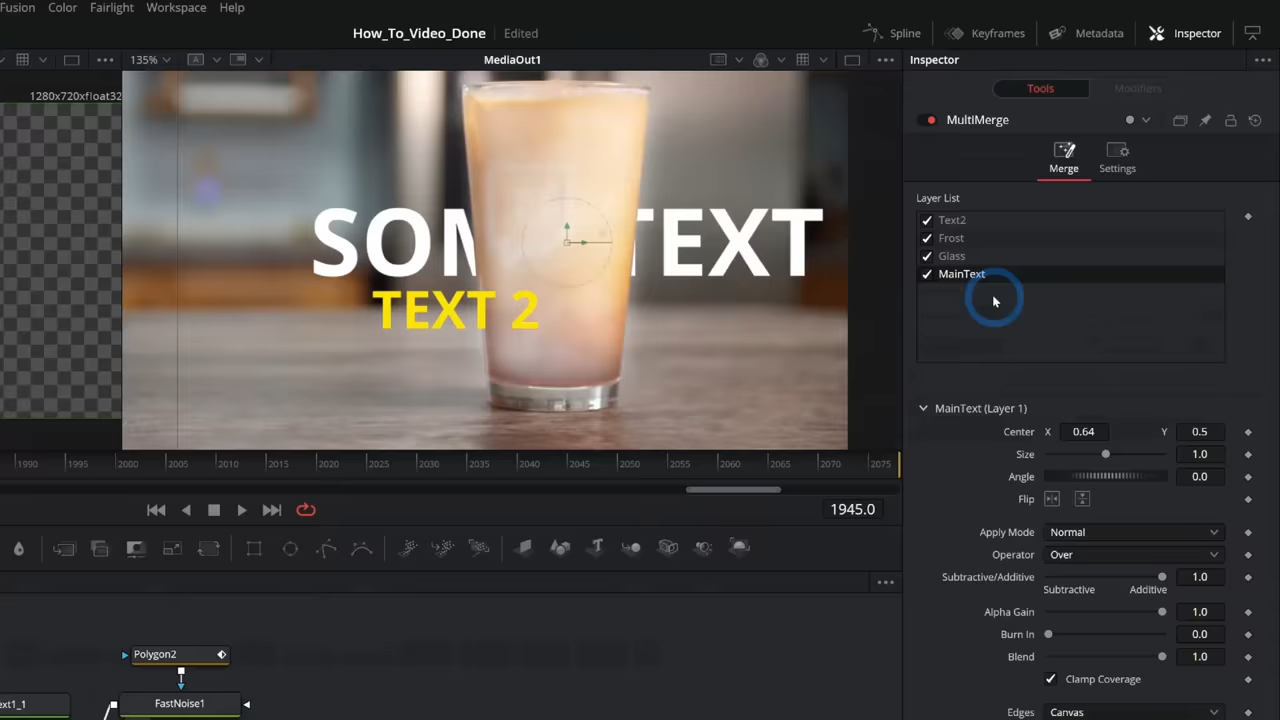 Fusion Color Fairlight Workspace Help
How_To_Video_Done Edited
Spline Keyframes Metadata Inspector
135% A MediaOut1 Inspector
1280x720xfloat32
Tools Modifiers
MultiMerge
Merge Settings
Layer List
Text2
Frost
Glass
MainText
SOM TEXT
TEXT 2
MainText (Layer 1)
Center X 0.64 Y 0.5
Size 1.0
Angle 0.0
Flip
Apply Mode Normal
Operator Over
Subtractive/Additive 1.0
Subtractive Additive
Alpha Gain 1.0
Burn In 0.0
Blend 1.0
Clamp Coverage
Edges Canvas
1990 1995 2000 2005 2010 2015 2020 2025 2030 2035 2040 2045 2050 2055 2060 2065 2070 2075
1945.0
Polygon2
ext1_1 FastNoise1